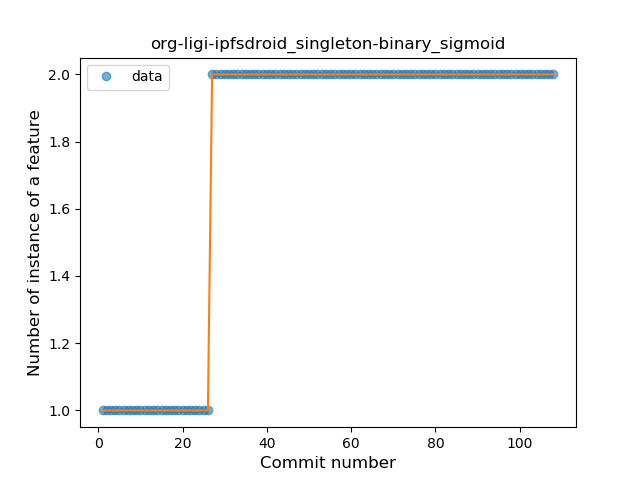 org-ligi-ipfsdroid_singleton-binary_sigmoid
data
2.0
1.8
1.6
1.4
1.2
1.0
Number of instance of a feature
0 20 40 60 80 100
Commit number